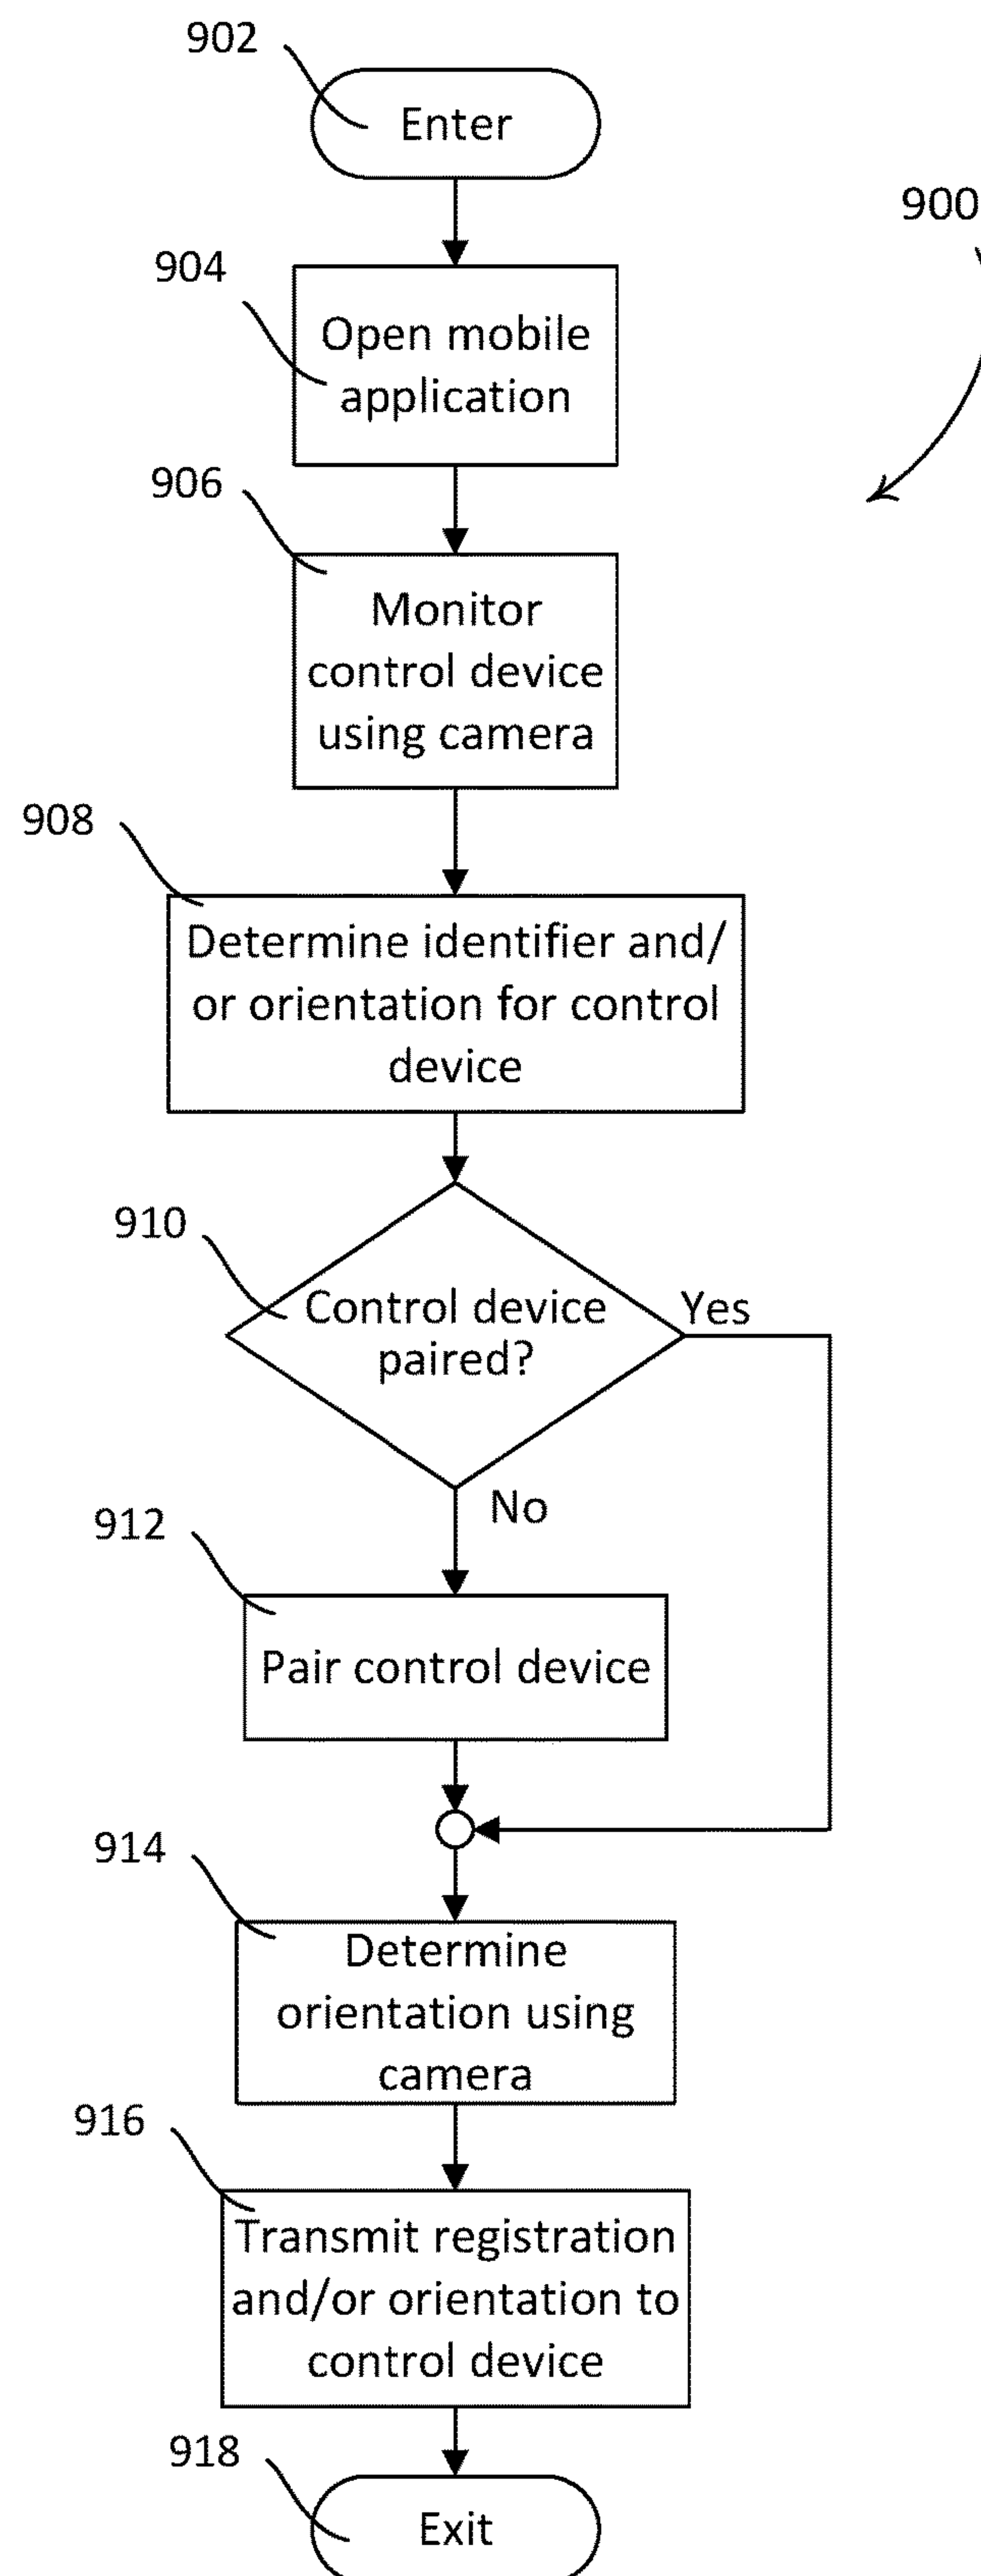 902
Enter
900
904
Open mobile
application
906
Monitor
control device
using camera
908
Determine identifier and/
or orientation for control
device
910
Control device
paired?
Yes
No
912
Pair control device
914
Determine
orientation using
camera
916
Transmit registration
and/or orientation to
control device
918
Exit